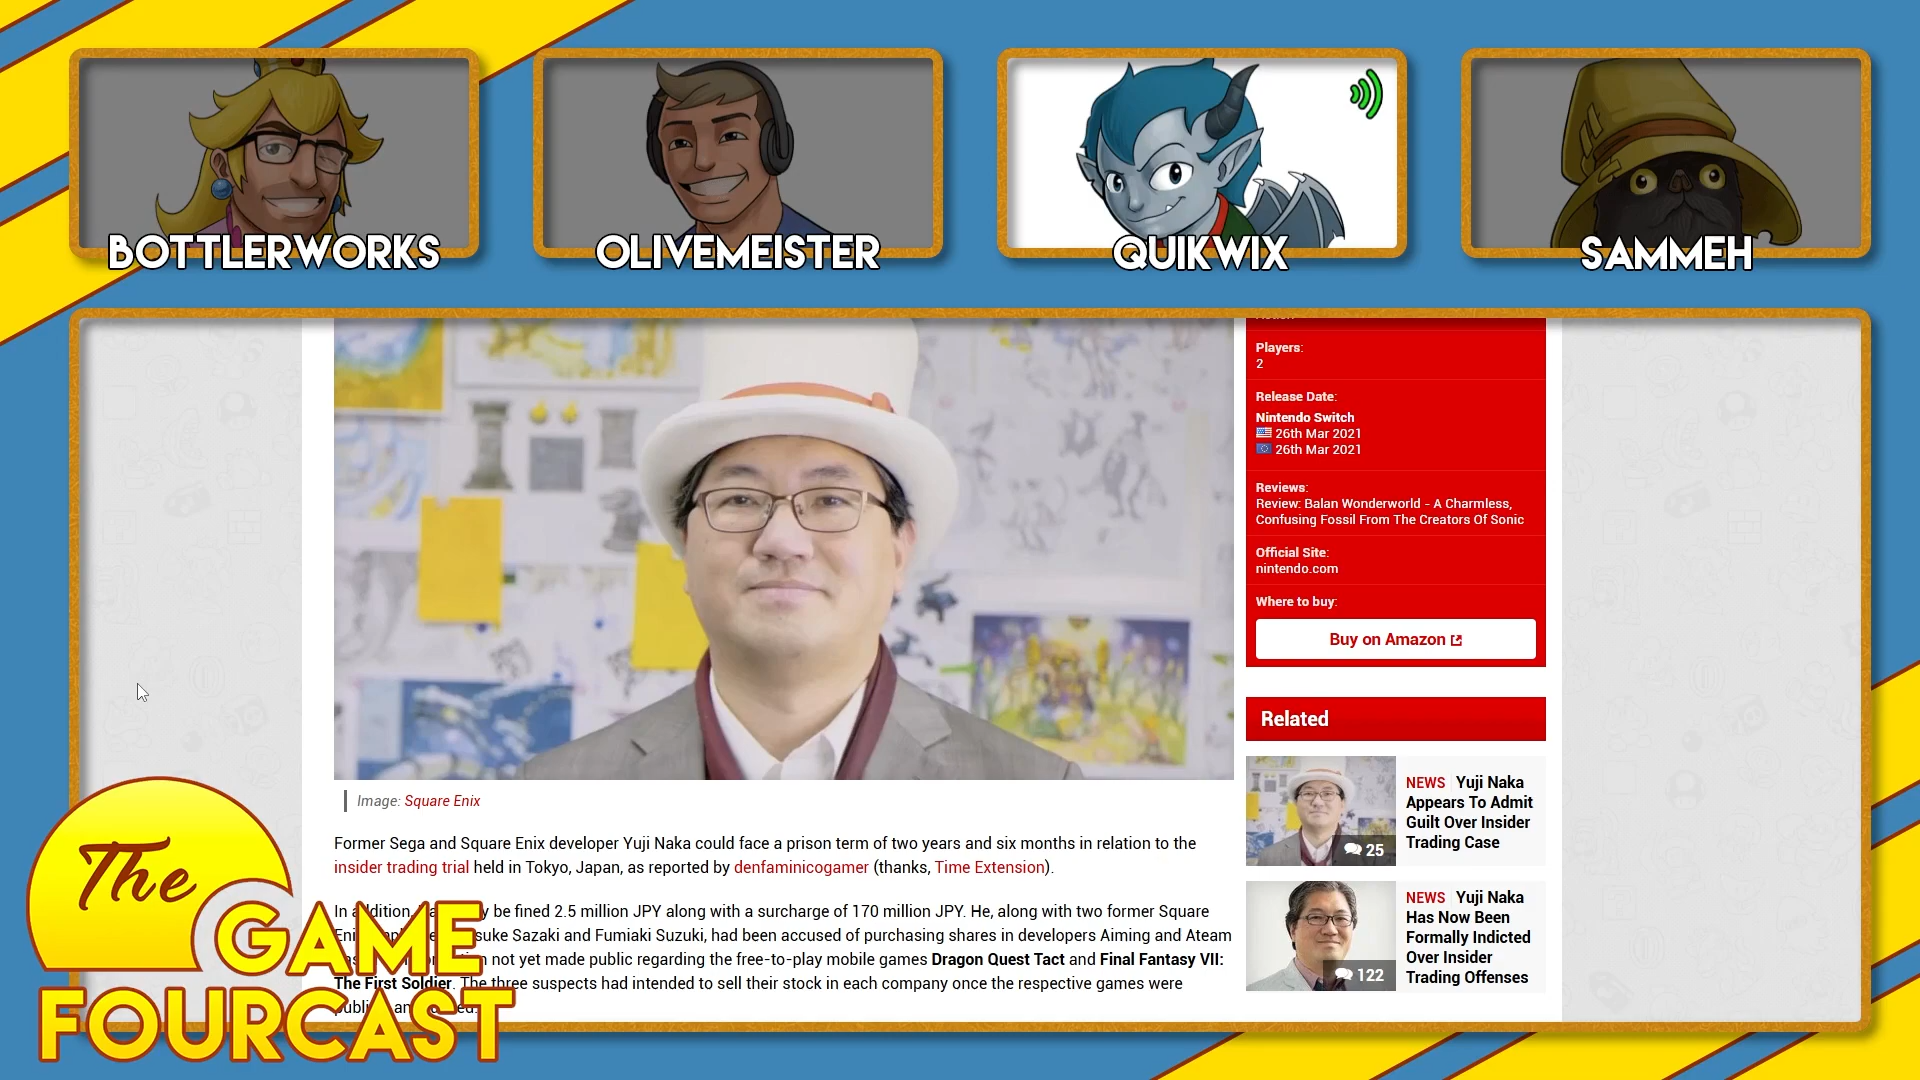 BOTTLERWORKS
OLIVEMEISTER
QUIKWIX
SAMMEH
Players:
2
Release Date:
Nintendo Switch
26th Mar 2021
26th Mar 2021
Reviews:
Review: Balan Wonderworld - A Charmless,
Confusing Fossil From The Creators Of Sonic
Official Site:
nintendo.com
Where to buy:
Buy on Amazon
Related
NEWS Yuji Naka
Appears To Admit
Guilt Over Insider
Trading Case
25
NEWS Yuji Naka
Has Now Been
Formally Indicted
Over Insider
Trading Offenses
122
Image: Square Enix
Former Sega and Square Enix developer Yuji Naka could face a prison term of two years and six months in relation to the
insider trading trial held in Tokyo, Japan, as reported by denfaminicogamer (thanks, Time Extension).
In be fined 2.5 million JPY along with a surcharge of 170 million JPY. He, along with two former Square
Sazaki and Fumiaki Suzuki, had been accused of purchasing shares in developers Aiming and Ateam
not yet made public regarding the free-to-play mobile games Dragon Quest Tact and Final Fantasy VII:
The First Soldier. The three suspects had intended to sell their stock in each company once the respective games were
The
GAME
FOURCAST